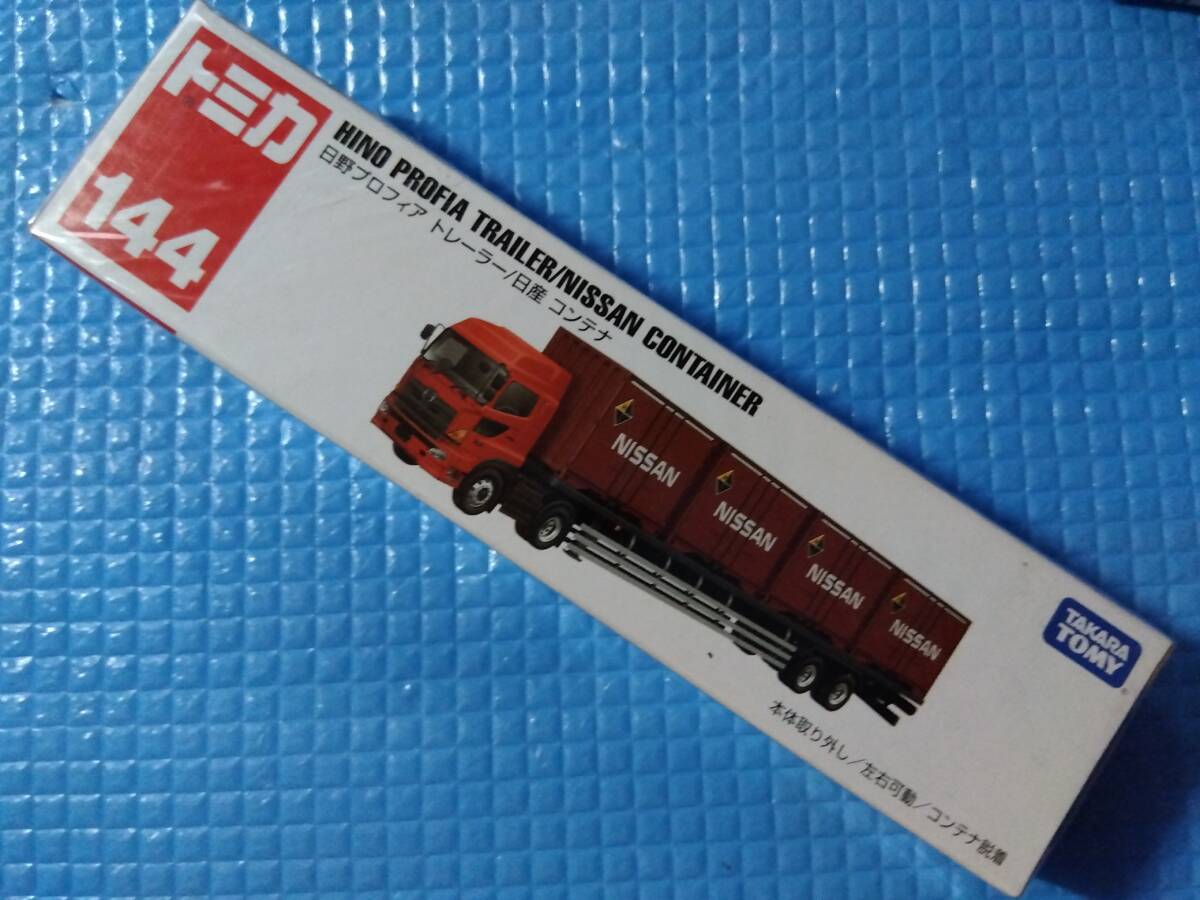 トミカ
144
HINO PROFIA TRAILER/NISSAN CONTAINER
日野プロフィア トレーラー/日産 コンテナ
NISSAN
NISSAN
NISSAN
NISSAN
TAKARA
TOMY
本体取り外し/左右可動/コンテナ脱着